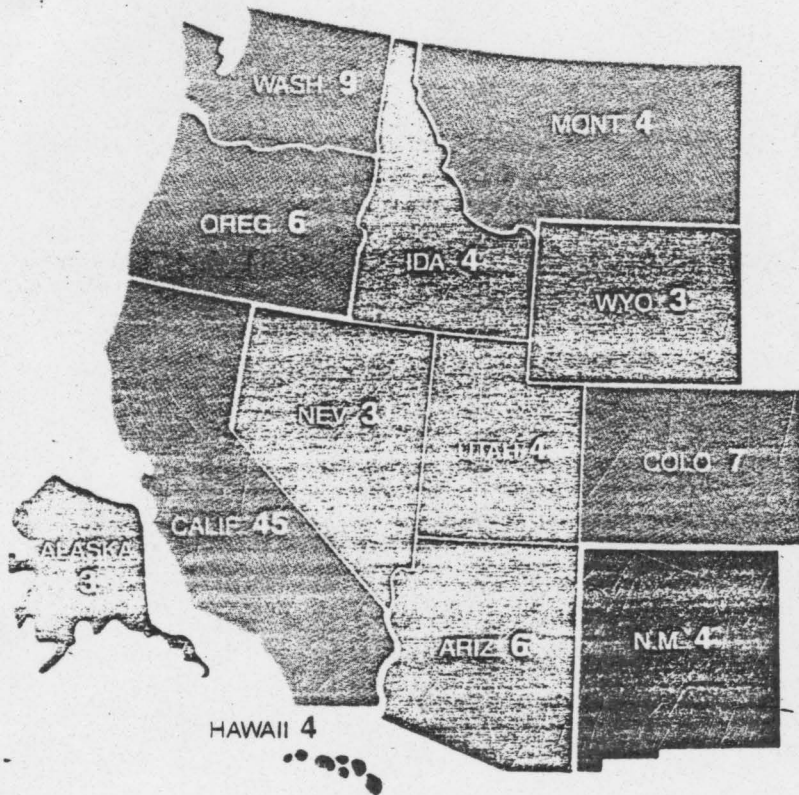 WASH. 9
MONT. 4
OREG. 6
IDA. 4
WYO. 3
NEV. 3
UTAH 4
COLO. 7
CALIF. 45
ALASKA
3
ARIZ. 6
N.M. 4
HAWAII 4